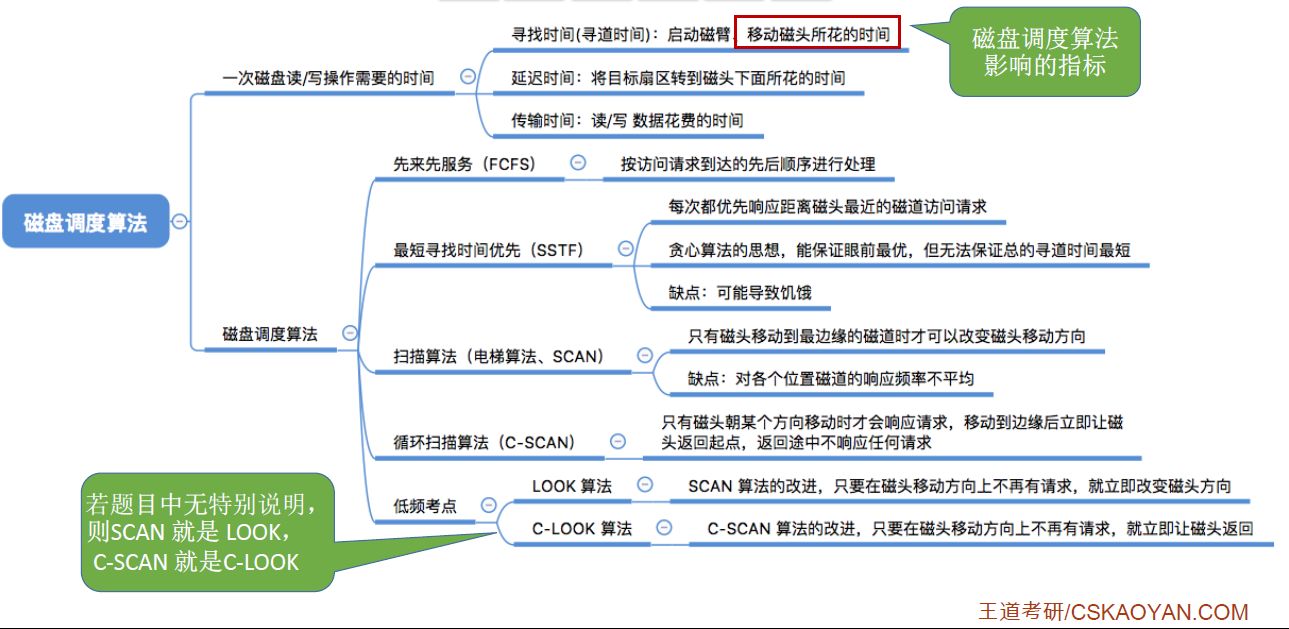 寻找时间(寻道时间)：启动磁臂、移动磁头所花的时间
磁盘调度算法
影响的指标
一次磁盘读/写操作需要的时间
延迟时间：将目标扇区转到磁头下面所花的时间
传输时间：读/写 数据花费的时间
磁盘调度算法
先来先服务（FCFS）
按访问请求到达的先后顺序进行处理
每次都优先响应距离磁头最近的磁道访问请求
最短寻找时间优先（SSTF）
贪心算法的思想，能保证眼前最优，但无法保证总的寻道时间最短
缺点：可能导致饥饿
磁盘调度算法
只有磁头移动到最边缘的磁道时才可以改变磁头移动方向
扫描算法（电梯算法、SCAN）
缺点：对各个位置磁道的响应频率不平均
循环扫描算法（C-SCAN）
只有磁头朝某个方向移动时才会响应请求，移动到边缘后立即让磁
头返回起点，返回途中不响应任何请求
低频考点
LOOK 算法
SCAN 算法的改进，只要在磁头移动方向上不再有请求，就立即改变磁头方向
C-LOOK 算法
C-SCAN 算法的改进，只要在磁头移动方向上不再有请求，就立即让磁头返回
若题目中无特别说明，
则SCAN 就是 LOOK，
C-SCAN 就是C-LOOK
王道考研/CSKAOYAN.COM